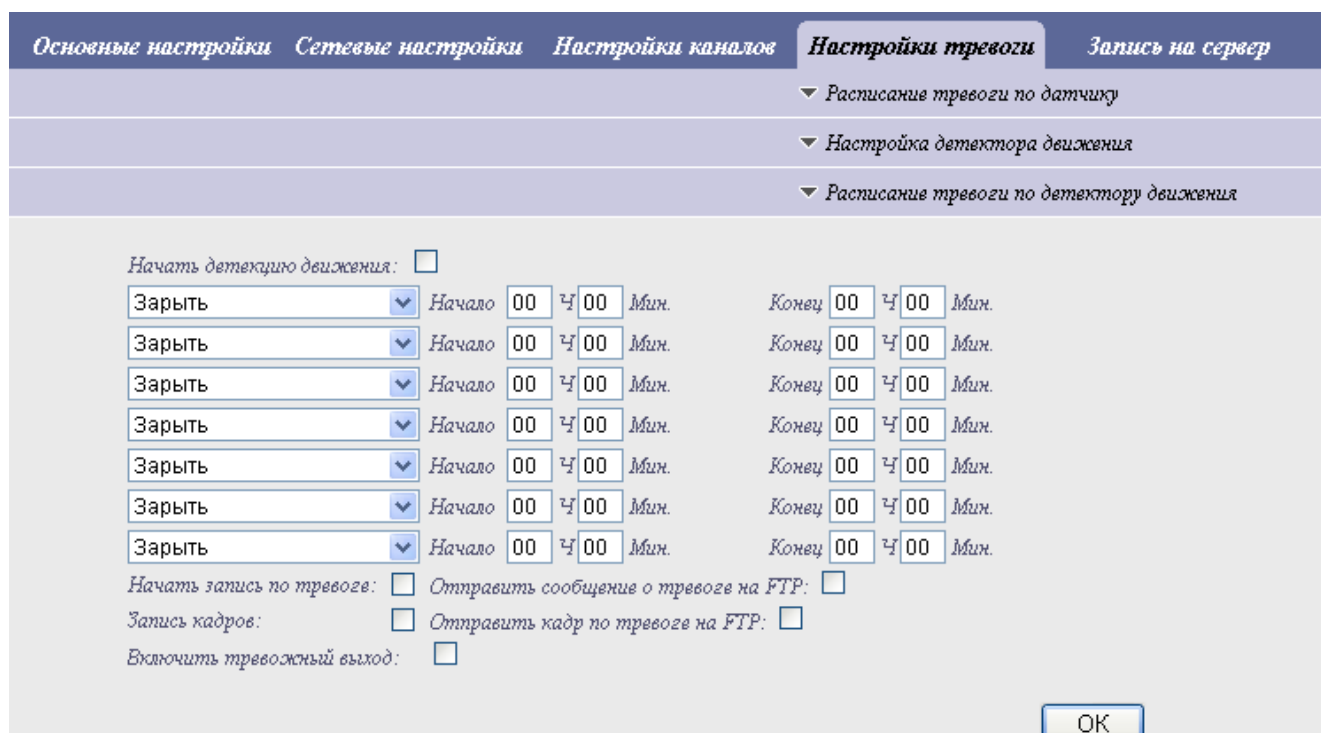 Основные настройки Сетевые настройки Настройки каналов Настройки тревоги Запись на сервер
Расписание тревоги по датчику
Настройка детектора движения
Расписание тревоги по детектору движения
Начать детекцию движения:
Зарыть Начало 00 Ч 00 Мин. Конец 00 Ч 00 Мин.
Зарыть Начало 00 Ч 00 Мин. Конец 00 Ч 00 Мин.
Зарыть Начало 00 Ч 00 Мин. Конец 00 Ч 00 Мин.
Зарыть Начало 00 Ч 00 Мин. Конец 00 Ч 00 Мин.
Зарыть Начало 00 Ч 00 Мин. Конец 00 Ч 00 Мин.
Зарыть Начало 00 Ч 00 Мин. Конец 00 Ч 00 Мин.
Зарыть Начало 00 Ч 00 Мин. Конец 00 Ч 00 Мин.
Начать запись по тревоге: Отправить сообщение о тревоге на FTP:
Запись кадров: Отправить кадр по тревоге на FTP:
Включить тревожный выход:
OK